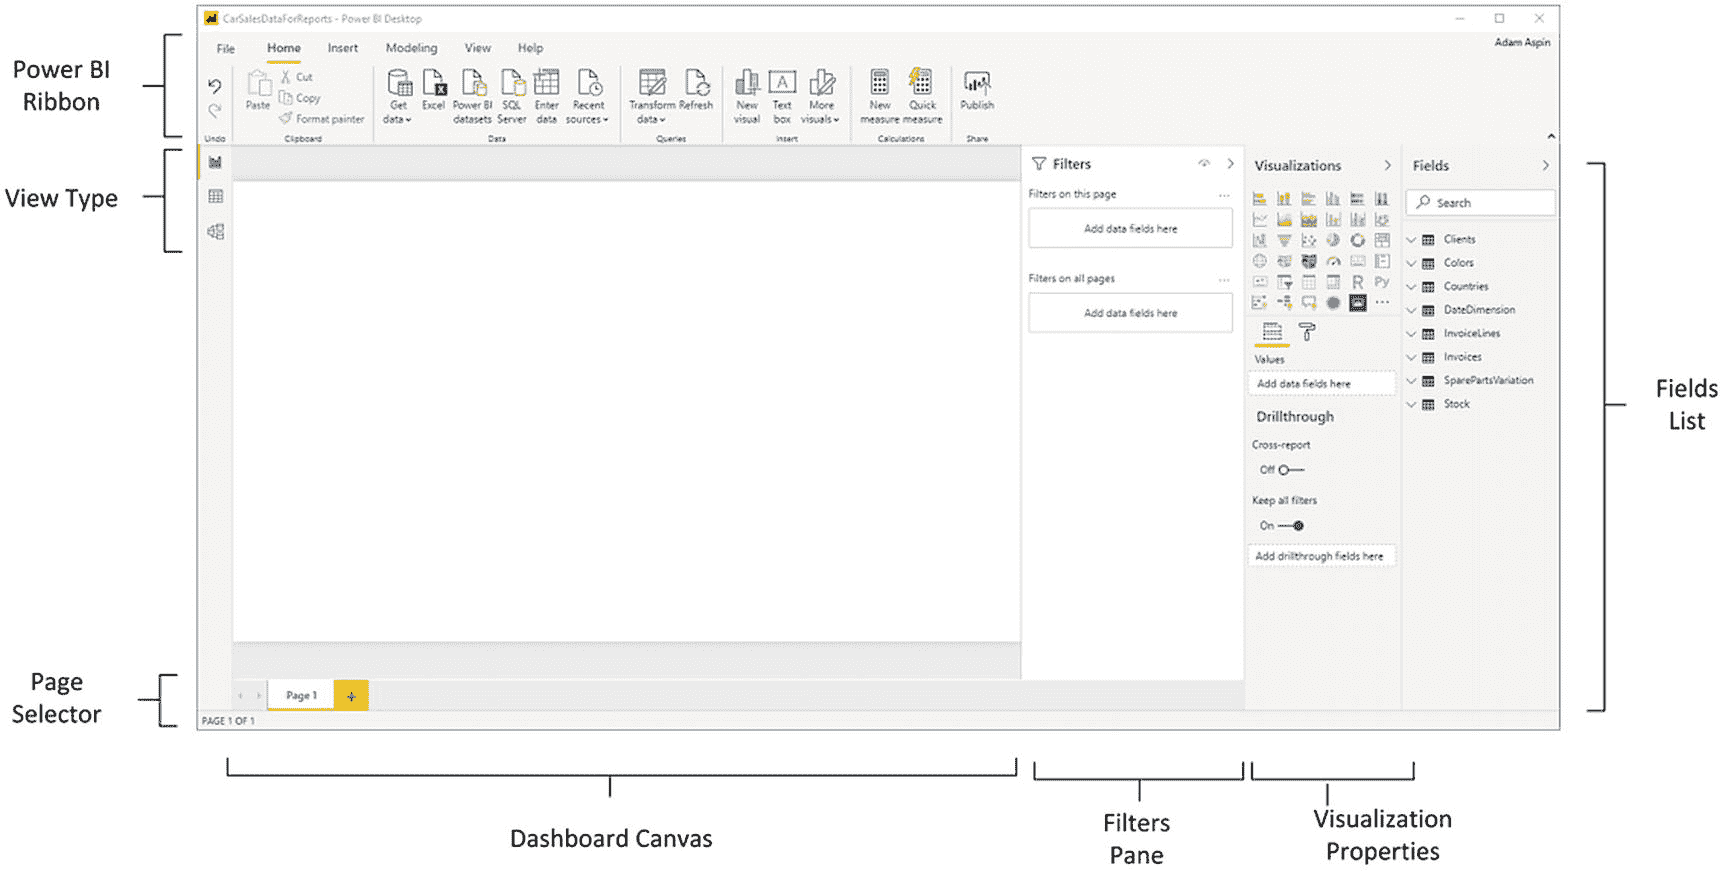 CarSalesDataForReports - Power BI Desktop
Adam Aspin
File Home Insert Modeling View Help
Power BI
Ribbon
Paste
Cut
Copy
Format painter
Get
data
Excel
Power BI
datasets
SQL
Server
Enter
data
Recent
sources
Transform
data
Refresh
New
visual
A
Text
box
More
visuals
New
measure
Quick
measure
Publish
Undo Clipboard Data Queries Insert Calculations Share
View Type
Filters
Filters on this page ...
Add data fields here
Filters on all pages ...
Add data fields here
Visualizations
R Py
...
Values
Add data fields here
Drillthrough
Cross-report
Off
Keep all filters
On
Add drillthrough fields here
Fields
Search
Clients
Colors
Countries
DateDimension
InvoiceLines
Invoices
SparePartsVariation
Stock
Fields
List
Page
Selector
Page 1 +
PAGE 1 OF 1
Dashboard Canvas
Filters
Pane
Visualization
Properties